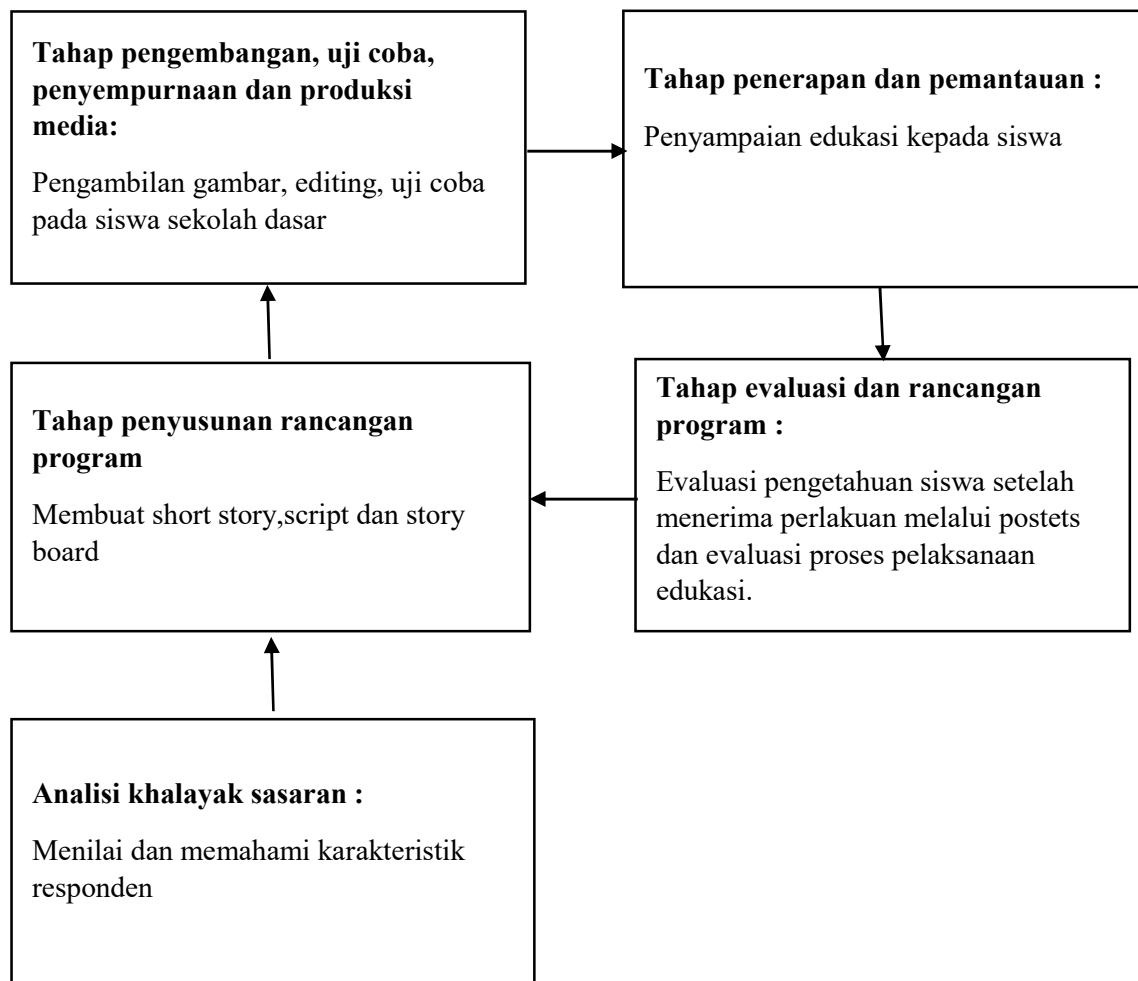 Tahap pengembangan, uji coba,
penyempurnaan dan produksi
media:
Pengambilan gambar, editing, uji coba
pada siswa sekolah dasar
Tahap penerapan dan pemantauan :
Penyampaian edukasi kepada siswa
Tahap penyusunan rancangan
program
Membuat short story,script dan story
board
Tahap evaluasi dan rancangan
program :
Evaluasi pengetahuan siswa setelah
menerima perlakuan melalui postets
dan evaluasi proses pelaksanaan
edukasi.
Analisi khalayak sasaran :
Menilai dan memahami karakteristik
responden